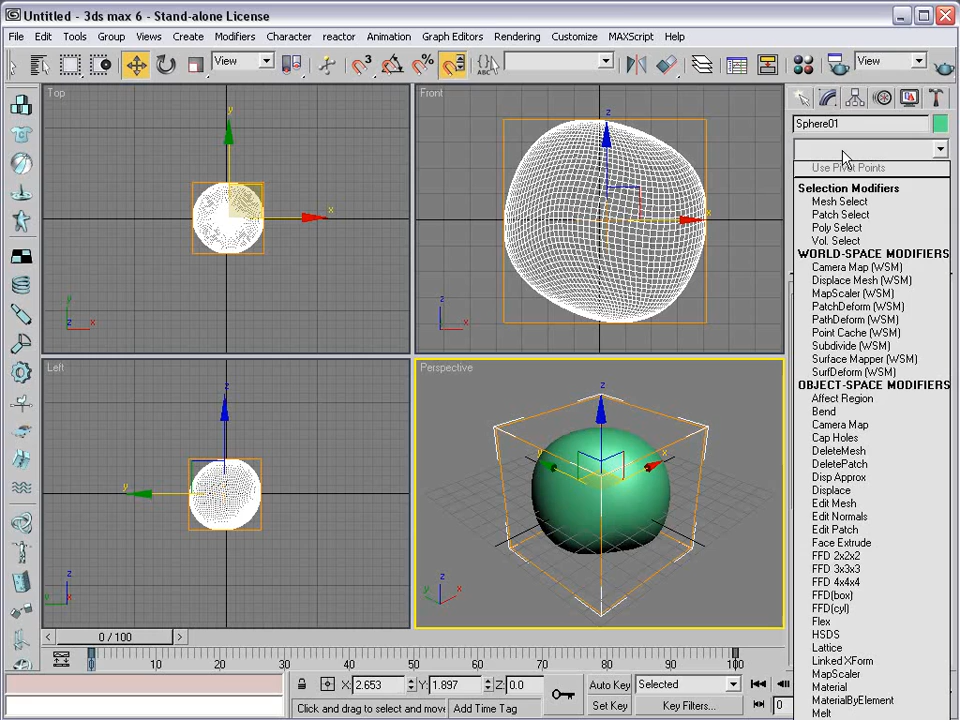 Untitled - 3ds max 6 - Stand-alone License
File Edit Tools Group Views Create Modifiers Character reactor Animation Graph Editors Rendering Customize MAXScript Help
View
3
%
ABC
View
Top
y
x
z
y
x
Front
z
x
z
x
Left
z
y
z
y
x
Perspective
z
y
x
z
y
x
Sphere01
Use Pivot Points
Selection Modifiers
Mesh Select
Patch Select
Poly Select
Vol. Select
WORLD-SPACE MODIFIERS
Camera Map (WSM)
Displace Mesh (WSM)
MapScaler (WSM)
PatchDeform (WSM)
PathDeform (WSM)
Point Cache (WSM)
Subdivide (WSM)
Surface Mapper (WSM)
SurfDeform (WSM)
OBJECT-SPACE MODIFIERS
Affect Region
Bend
Camera Map
Cap Holes
DeleteMesh
DeletePatch
Disp Approx
Displace
Edit Mesh
Edit Normals
Edit Patch
Face Extrude
FFD 2x2x2
FFD 3x3x3
FFD 4x4x4
FFD(box)
FFD(cyl)
Flex
HSDS
Lattice
Linked XForm
MapScaler
Material
MaterialByElement
Melt
< 0 / 100 >
0 10 20 30 40 50 60 70 80 90 100
X: 2.653 Y: 1.897 Z: 0.0
Auto Key Selected
Set Key Key Filters... 0
Click and drag to select and move Add Time Tag